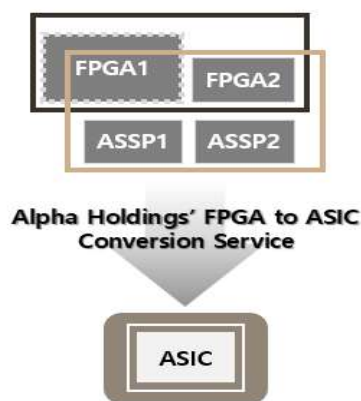 FPGA1
FPGA2
ASSP1
ASSP2
Alpha Holdings' FPGA to ASIC
Conversion Service
ASIC